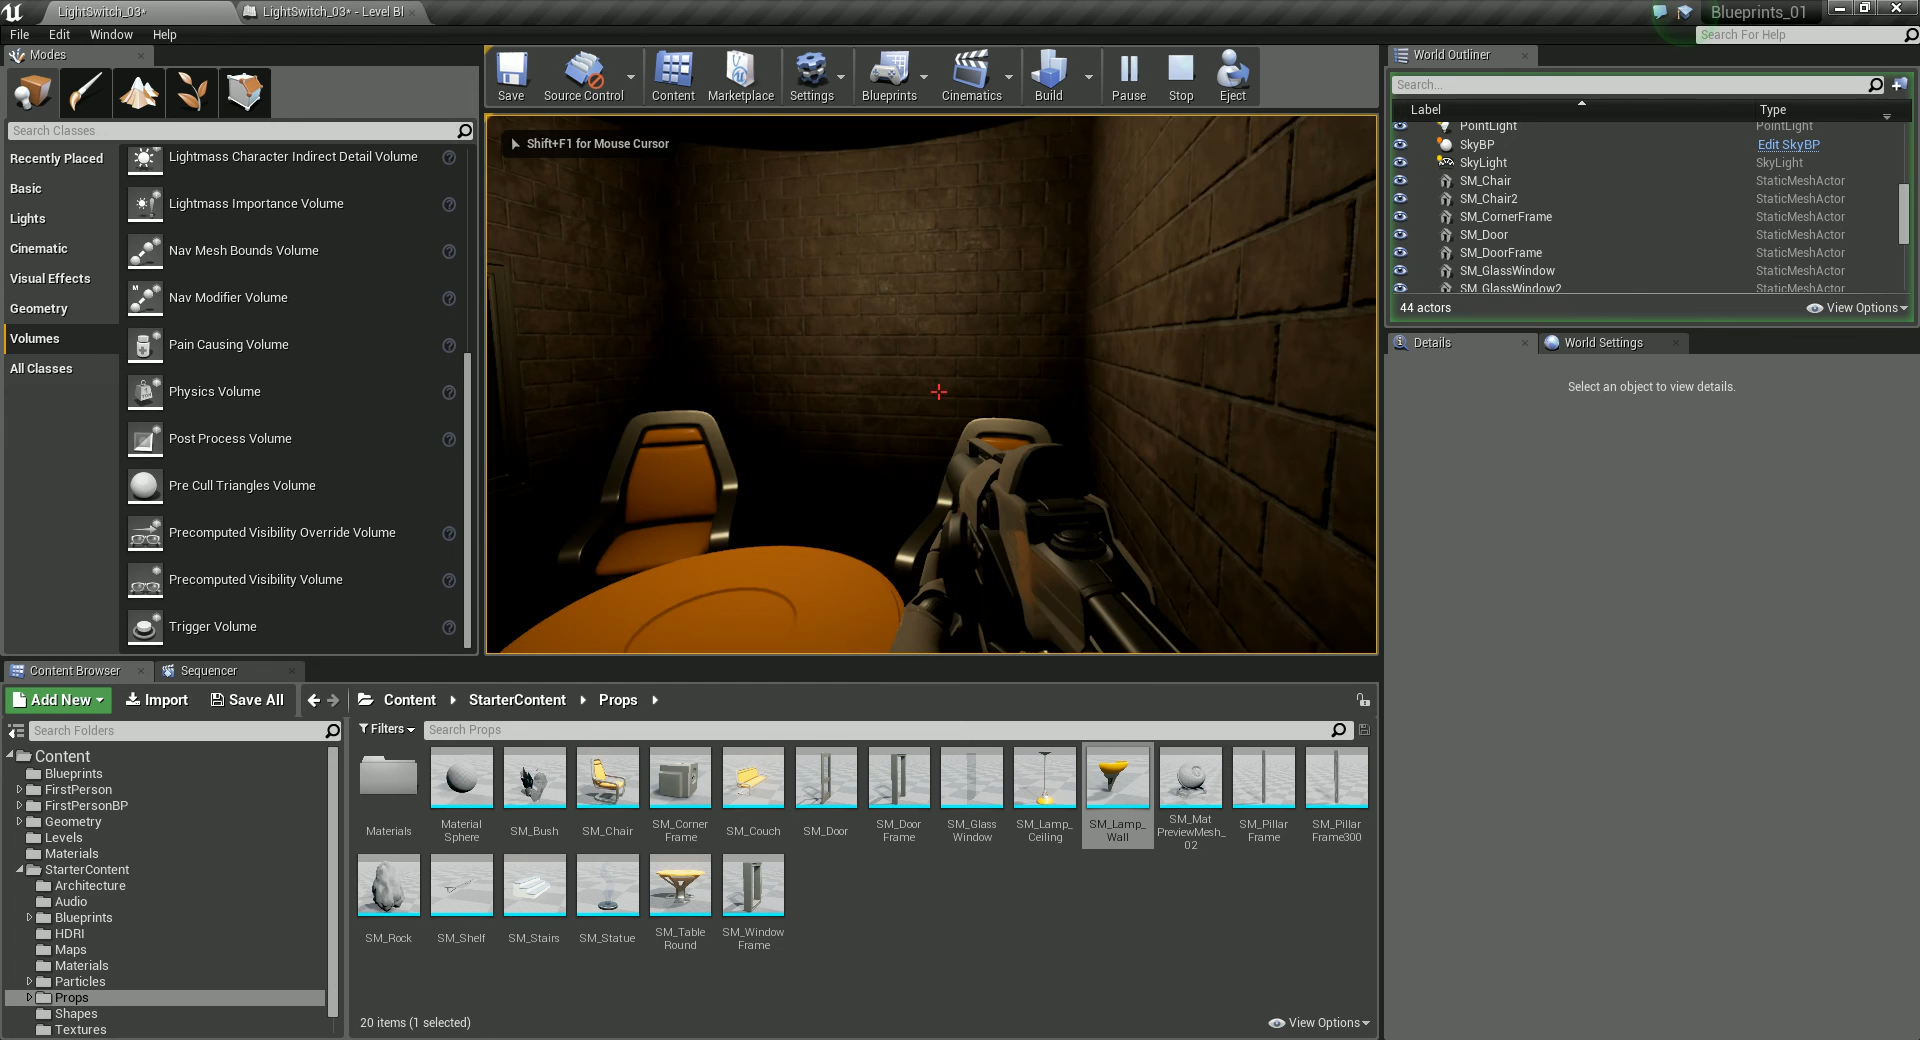 LightSwitch_03*
LightSwitch_03* - Level Bl
Blueprints_01
File Edit Window Help
Search For Help
Modes
Search Classes
Recently Placed
Basic
Lights
Cinematic
Visual Effects
Geometry
Volumes
All Classes
Lightmass Character Indirect Detail Volume
Lightmass Importance Volume
Nav Mesh Bounds Volume
Nav Modifier Volume
Pain Causing Volume
Physics Volume
Post Process Volume
Pre Cull Triangles Volume
Precomputed Visibility Override Volume
Precomputed Visibility Volume
Trigger Volume
Save Source Control Content Marketplace Settings Blueprints Cinematics Build Pause Stop Eject
Shift+F1 for Mouse Cursor
World Outliner
Search...
Label Type
PointLight PointLight
SkyBP Edit SkyBP
SkyLight SkyLight
SM_Chair StaticMeshActor
SM_Chair2 StaticMeshActor
SM_CornerFrame StaticMeshActor
SM_Door StaticMeshActor
SM_DoorFrame StaticMeshActor
SM_GlassWindow StaticMeshActor
SM_GlassWindow2 StaticMeshActor
44 actors View Options
Details World Settings
Select an object to view details.
Content Browser Sequencer
Add New Import Save All Content StarterContent Props
Search Folders
Content
Blueprints
FirstPerson
FirstPersonBP
Geometry
Levels
Materials
StarterContent
Architecture
Audio
Blueprints
HDRI
Maps
Materials
Particles
Props
Shapes
Textures
Filters Search Props
Materials
Material
Sphere
SM_Bush
SM_Chair
SM_Corner
Frame
SM_Couch
SM_Door
SM_Door
Frame
SM_Glass
Window
SM_Lamp_
Ceiling
SM_Lamp_
Wall
SM_Mat
PreviewMesh_
02
SM_Pillar
Frame
SM_Pillar
Frame300
SM_Rock
SM_Shelf
SM_Stairs
SM_Statue
SM_Table
Round
SM_Window
Frame
20 items (1 selected) View Options